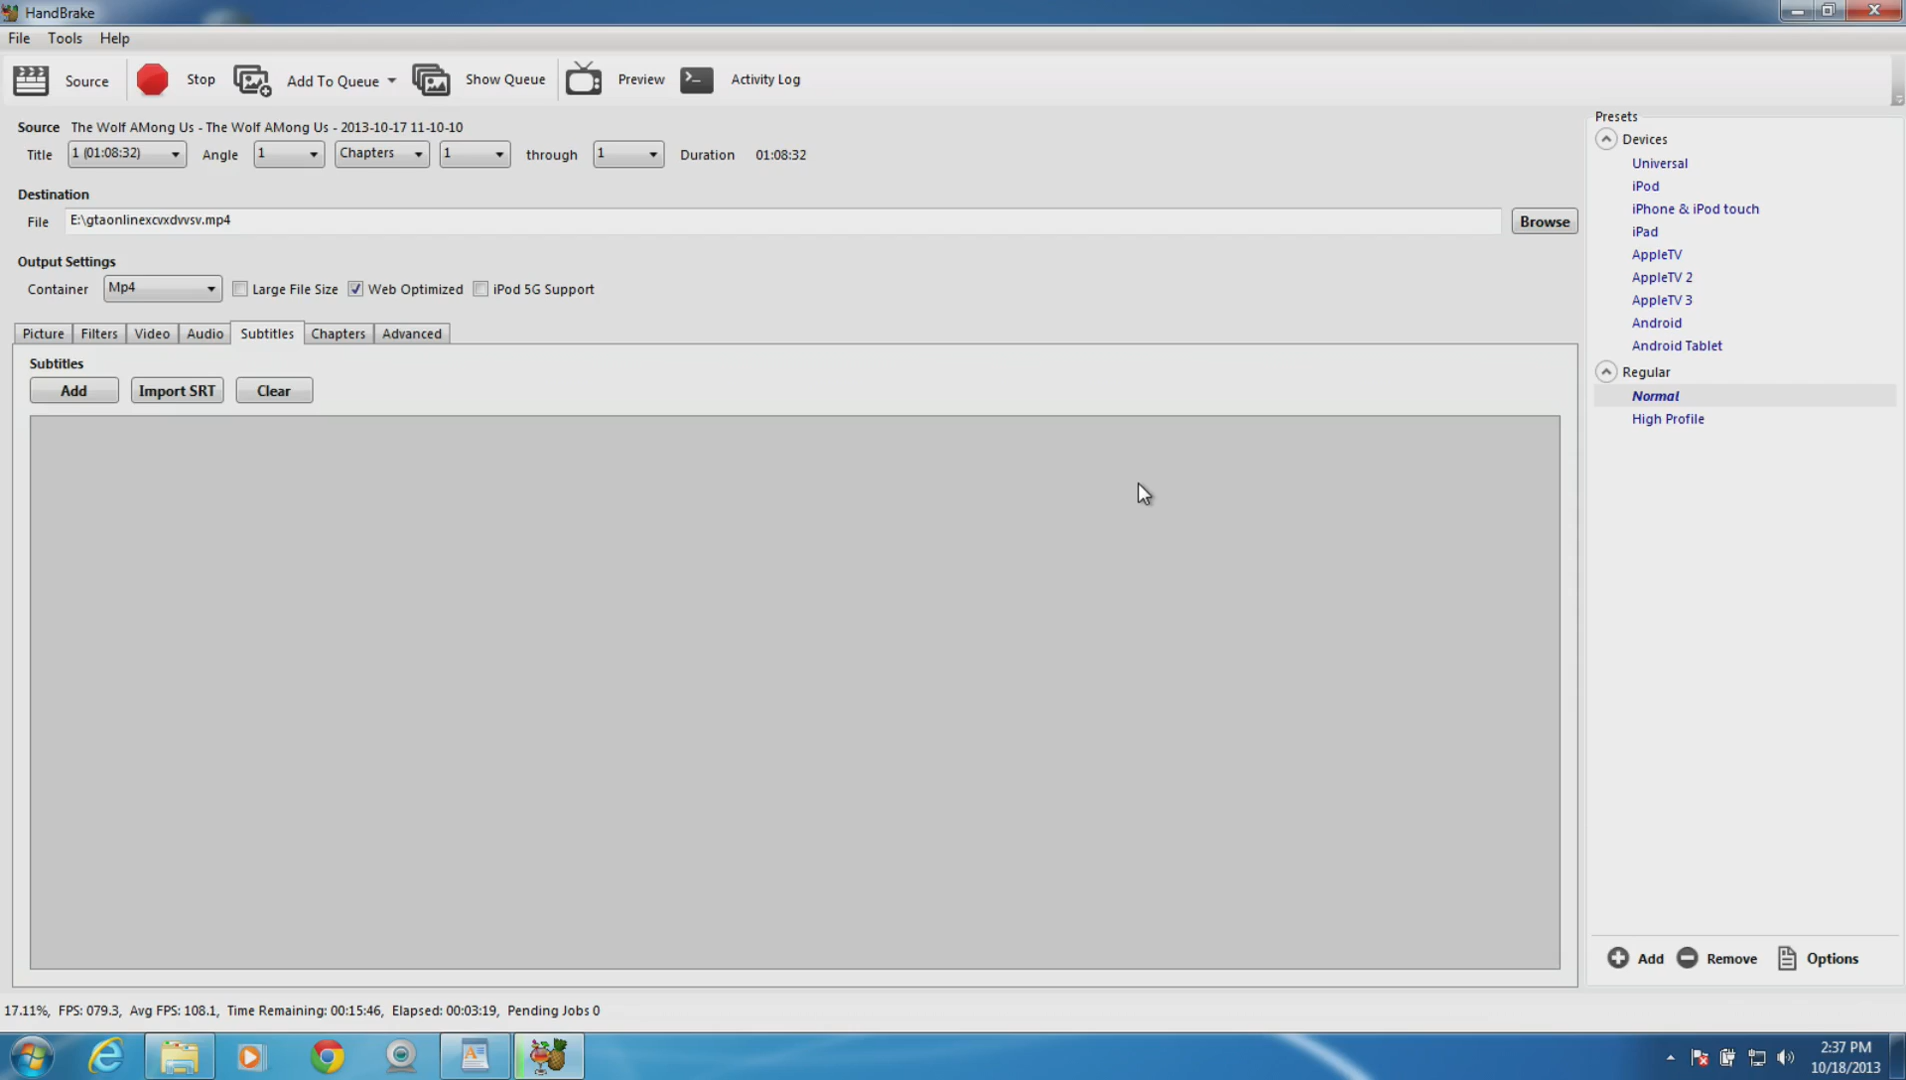 HandBrake
File Tools Help
Source Stop Add To Queue Show Queue Preview Activity Log
Source The Wolf AMong Us - The Wolf AMong Us - 2013-10-17 11-10-10
Title 1 (01:08:32) Angle 1 Chapters 1 through 1 Duration 01:08:32
Destination
File E:\gtaonlinexcvxdvvsv.mp4 Browse
Output Settings
Container Mp4 Large File Size Web Optimized iPod 5G Support
Picture Filters Video Audio Subtitles Chapters Advanced
Subtitles
Add Import SRT Clear
Presets
Devices
Universal
iPod
iPhone & iPod touch
iPad
AppleTV
AppleTV 2
AppleTV 3
Android
Android Tablet
Regular
Normal
High Profile
Add Remove Options
17.11%, FPS: 079.3, Avg FPS: 108.1, Time Remaining: 00:15:46, Elapsed: 00:03:19, Pending Jobs 0
2:37 PM
10/18/2013